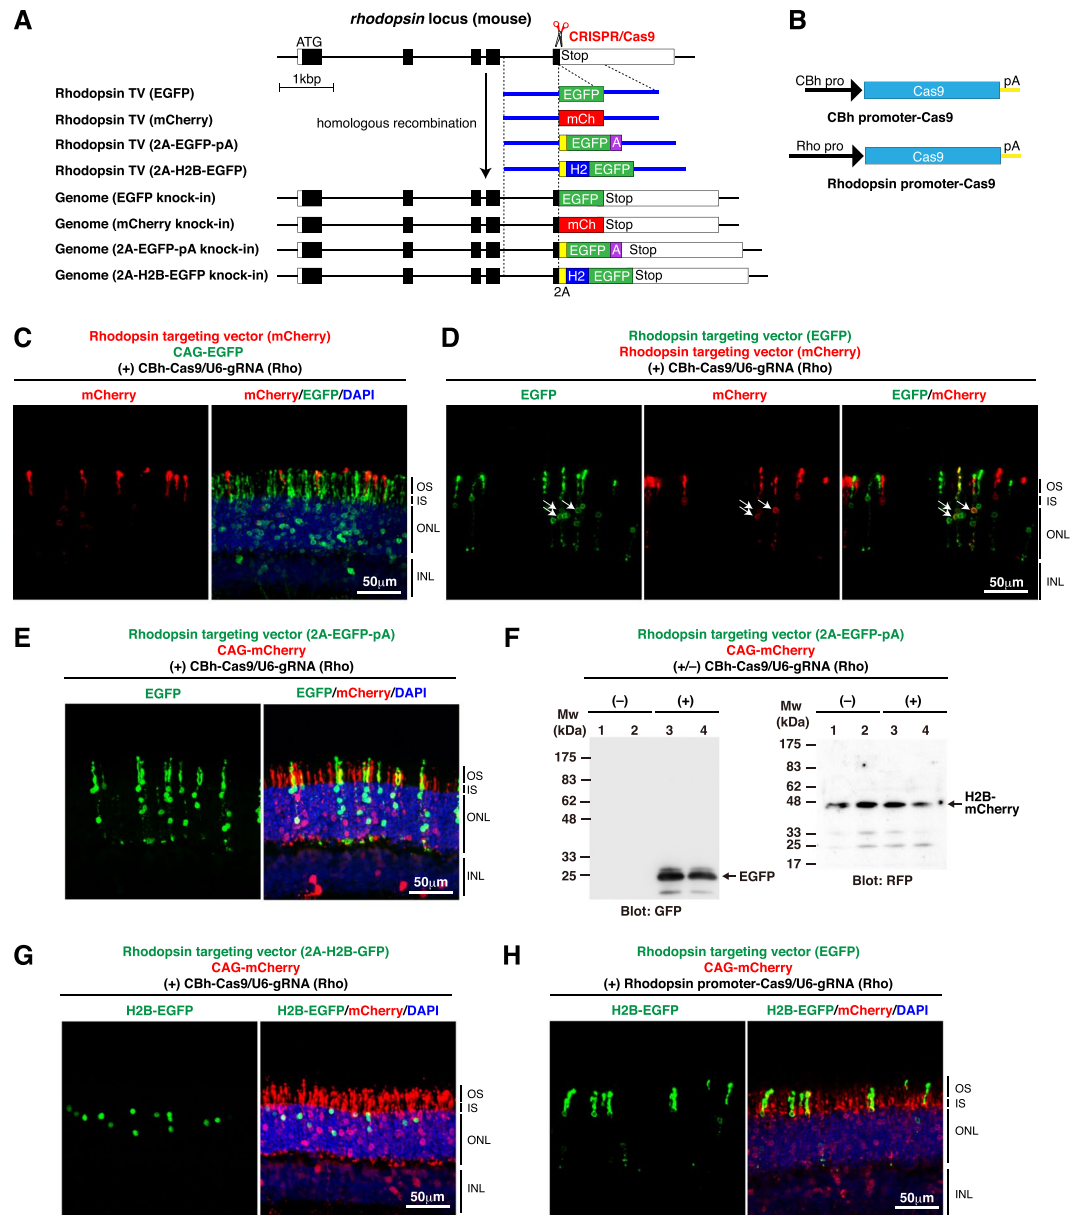 A
rhodopsin locus (mouse)
ATG
CRISPR/Cas9
Stop
1kbp
homologous recombination
Rhodopsin TV (EGFP)
EGFP
Rhodopsin TV (mCherry)
mCh
Rhodopsin TV (2A-EGFP-pA)
EGFP A
Rhodopsin TV (2A-H2B-EGFP)
H2 EGFP
Genome (EGFP knock-in)
EGFP Stop
Genome (mCherry knock-in)
mCh Stop
Genome (2A-EGFP-pA knock-in)
EGFP A Stop
Genome (2A-H2B-EGFP knock-in)
H2 EGFP Stop
2A
B
CBh pro Cas9 pA
CBh promoter-Cas9
Rho pro Cas9 pA
Rhodopsin promoter-Cas9
C
Rhodopsin targeting vector (mCherry)
CAG-EGFP
(+) CBh-Cas9/U6-gRNA (Rho)
mCherry
mCherry/EGFP/DAPI
OS
IS
ONL
INL
50μm
D
Rhodopsin targeting vector (EGFP)
Rhodopsin targeting vector (mCherry)
(+) CBh-Cas9/U6-gRNA (Rho)
EGFP
mCherry
EGFP/mCherry
OS
IS
ONL
INL
50μm
E
Rhodopsin targeting vector (2A-EGFP-pA)
CAG-mCherry
(+) CBh-Cas9/U6-gRNA (Rho)
EGFP
EGFP/mCherry/DAPI
OS
IS
ONL
INL
50μm
F
Rhodopsin targeting vector (2A-EGFP-pA)
CAG-mCherry
(+/−) CBh-Cas9/U6-gRNA (Rho)
(−) (+)
Mw
(kDa)
1 2 3 4
175
83
62
48
33
25
EGFP
Blot: GFP
(−) (+)
Mw
(kDa)
1 2 3 4
175
83
62
48
33
25
17
H2B-
mCherry
Blot: RFP
G
Rhodopsin targeting vector (2A-H2B-GFP)
CAG-mCherry
(+) CBh-Cas9/U6-gRNA (Rho)
H2B-EGFP
H2B-EGFP/mCherry/DAPI
OS
IS
ONL
INL
50μm
H
Rhodopsin targeting vector (EGFP)
CAG-mCherry
(+) Rhodopsin promoter-Cas9/U6-gRNA (Rho)
H2B-EGFP
H2B-EGFP/mCherry/DAPI
OS
IS
ONL
INL
50μm